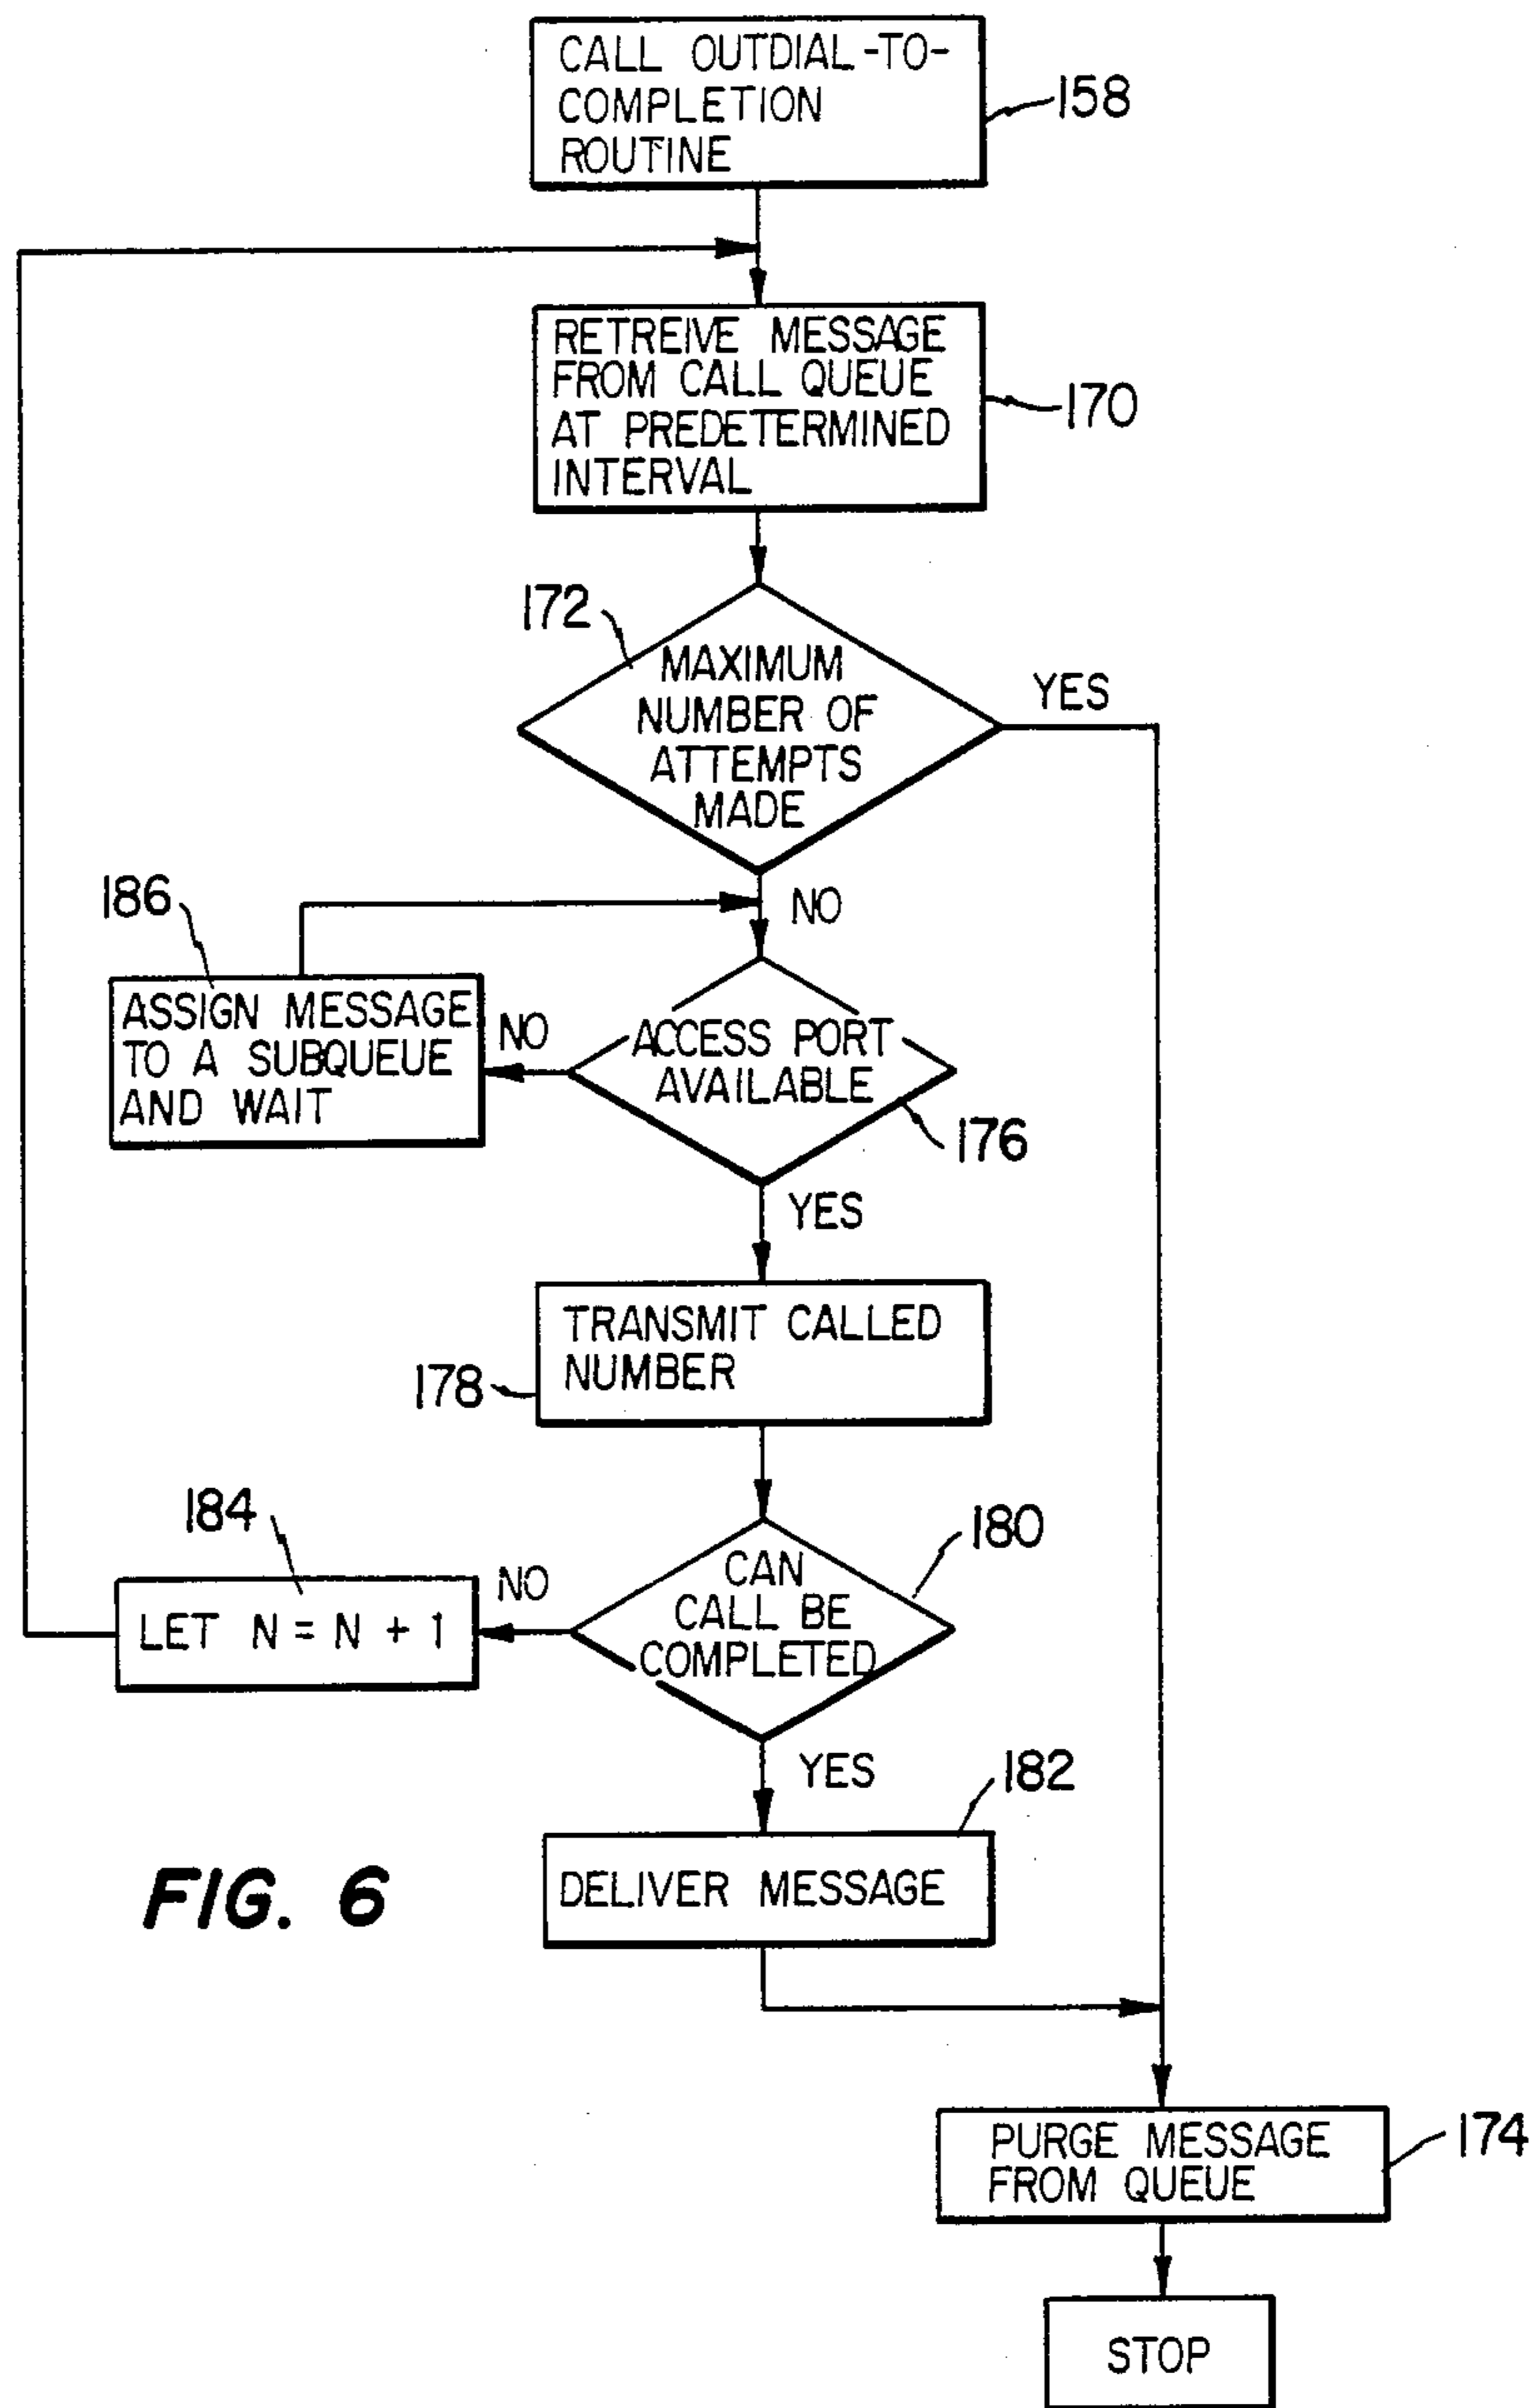 CALL OUTDIAL-TO-
COMPLETION
ROUTINE
158
RETREIVE MESSAGE
FROM CALL QUEUE
AT PREDETERMINED
INTERVAL
170
172
MAXIMUM
NUMBER OF
ATTEMPTS
MADE
YES
NO
186
ASSIGN MESSAGE
TO A SUBQUEUE
AND WAIT
NO
ACCESS PORT
AVAILABLE
176
YES
TRANSMIT CALLED
NUMBER
178
184
LET N = N + 1
NO
CAN
CALL BE
COMPLETED
180
YES
182
DELIVER MESSAGE
FIG. 6
PURGE MESSAGE
FROM QUEUE
174
STOP